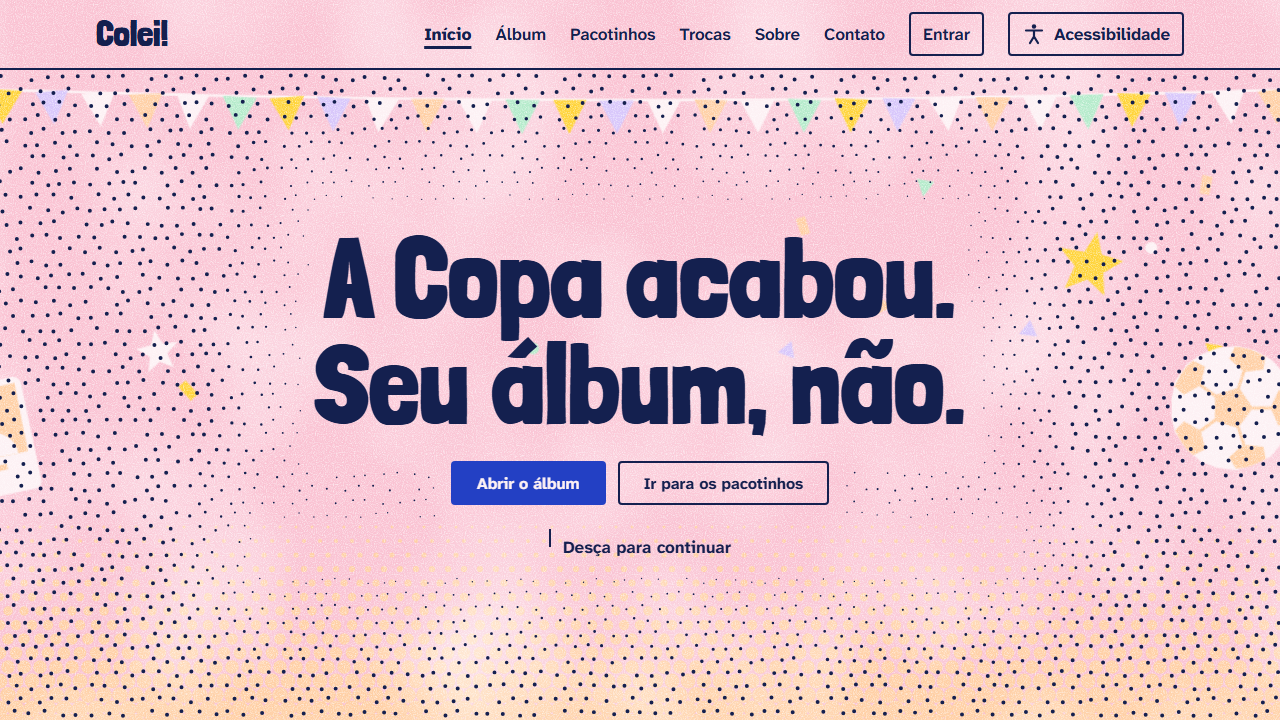 Colei!
Início
Álbum
Pacotinhos
Trocas
Sobre
Contato
Entrar
Acessibilidade
A Copa acabou.
Seu álbum, não.
Abrir o álbum
Ir para os pacotinhos
Desça para continuar